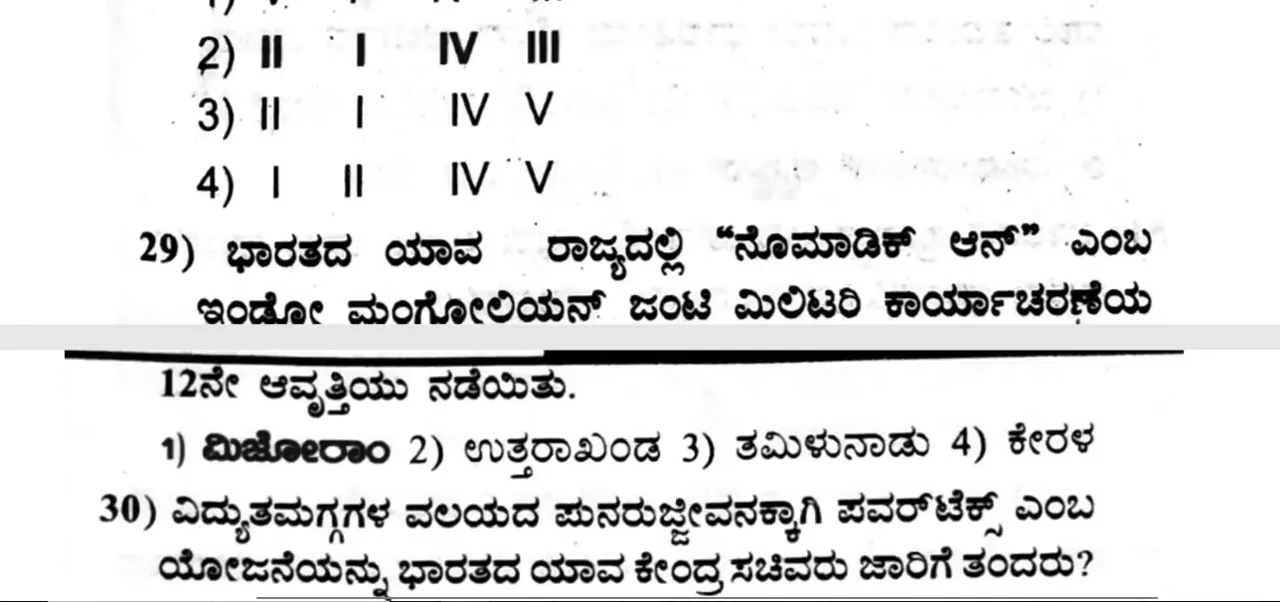 2) II I IV III
3) II I IV V
4) I II IV V
29) ಭಾರತದ ಯಾವ ರಾಜ್ಯದಲ್ಲಿ “ನೊಮಾಡಿಕ್ ಆನ್” ಎಂಬ
ಇಂಡೋ ಮಂಗೋಲಿಯನ್ ಜಂಟಿ ಮಿಲಿಟರಿ ಕಾರ್ಯಾಚರಣೆಯ
12ನೇ ಆವೃತ್ತಿಯು ನಡೆಯಿತು.
1) ಮಿಜೋರಾಂ 2) ಉತ್ತರಾಖಂಡ 3) ತಮಿಳುನಾಡು 4) ಕೇರಳ
30) ವಿದ್ಯುತಮಗ್ಗಗಳ ವಲಯದ ಪುನರುಜ್ಜೀವನಕ್ಕಾಗಿ ಪವರ್‌ಟೆಕ್ಸ್ ಎಂಬ
ಯೋಜನೆಯನ್ನು ಭಾರತದ ಯಾವ ಕೇಂದ್ರ ಸಚಿವರು ಜಾರಿಗೆ ತಂದರು?